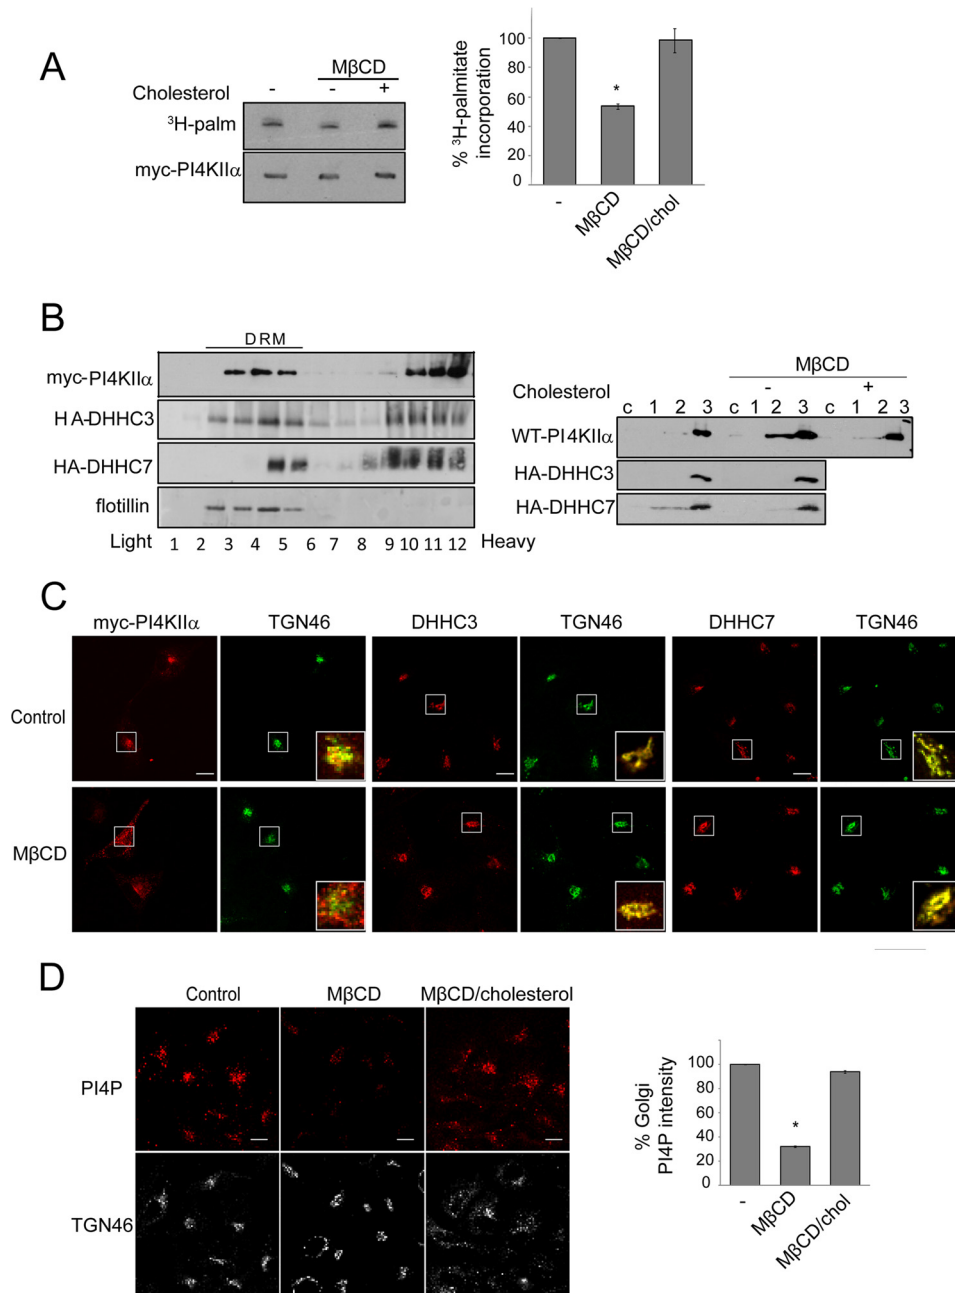 A
MβCD
Cholesterol - - +
³H-palm
myc-PI4KIIα
% ³H-palmitate
incorporation
100
80
60
40
20
0
*
-
MβCD
MβCD/chol
B
DRM
myc-PI4KIIα
HA-DHHC3
HA-DHHC7
flotillin
Light 1 2 3 4 5 6 7 8 9 10 11 12 Heavy
MβCD
Cholesterol - +
c 1 2 3 c 1 2 3 c 1 2 3
WT-PI4KIIα
HA-DHHC3
HA-DHHC7
C
myc-PI4KIIα TGN46 DHHC3 TGN46 DHHC7 TGN46
Control
MβCD
D
Control MβCD MβCD/cholesterol
PI4P
TGN46
% Golgi
PI4P intensity
100
80
60
40
20
0
*
-
MβCD
MβCD/chol